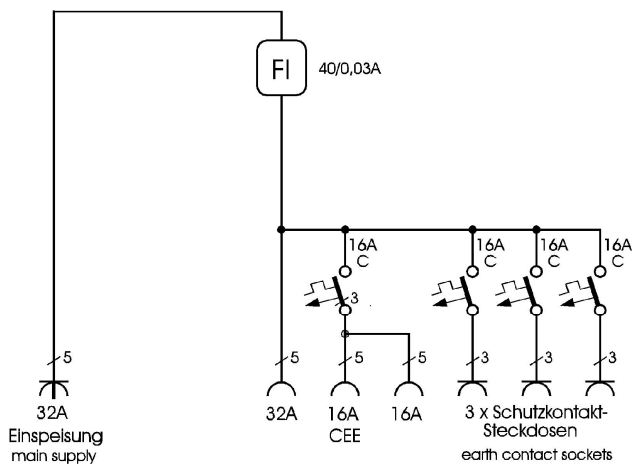 FI
40/0,03A
16A
C
16A
C
16A
C
16A
C
3
5
5
5
5
3
3
3
32A
32A
16A
16A
3 x Schutzkontakt-
Steckdosen
Einspeisung
CEE
main supply
earth contact sockets